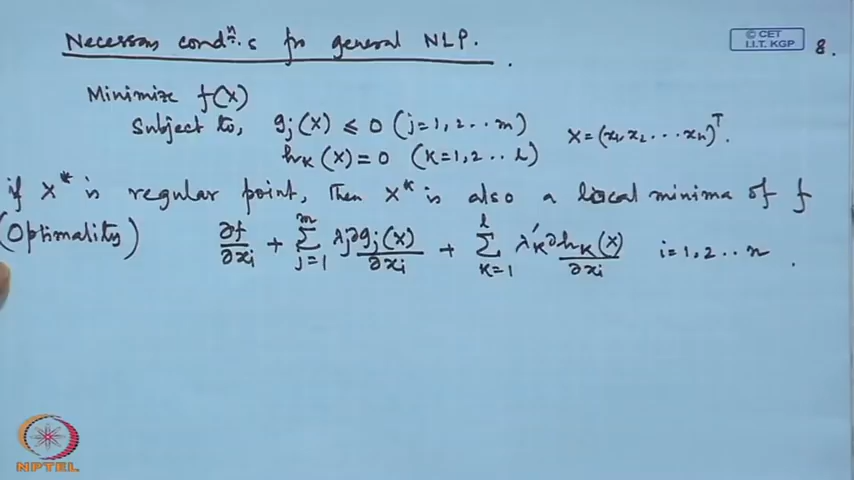 Necessary condⁿ.s for general NLP.
© CET
I.I.T. KGP
8.
Minimize f(X)
Subject to, gj(X) ≤ 0 (j=1,2...m)
hK(X)=0 (K=1,2...l)
X=(x1,x2.....xn)ᵀ.
if X* is regular point, then X* is also a local minima of f
(Optimality) ∂f/∂xi + ∑_{j=1}^{m} λj∂gj(X)/∂xi + ∑_{K=1}^{l} λ'K∂hK(X)/∂xi i=1,2...n
NPTEL